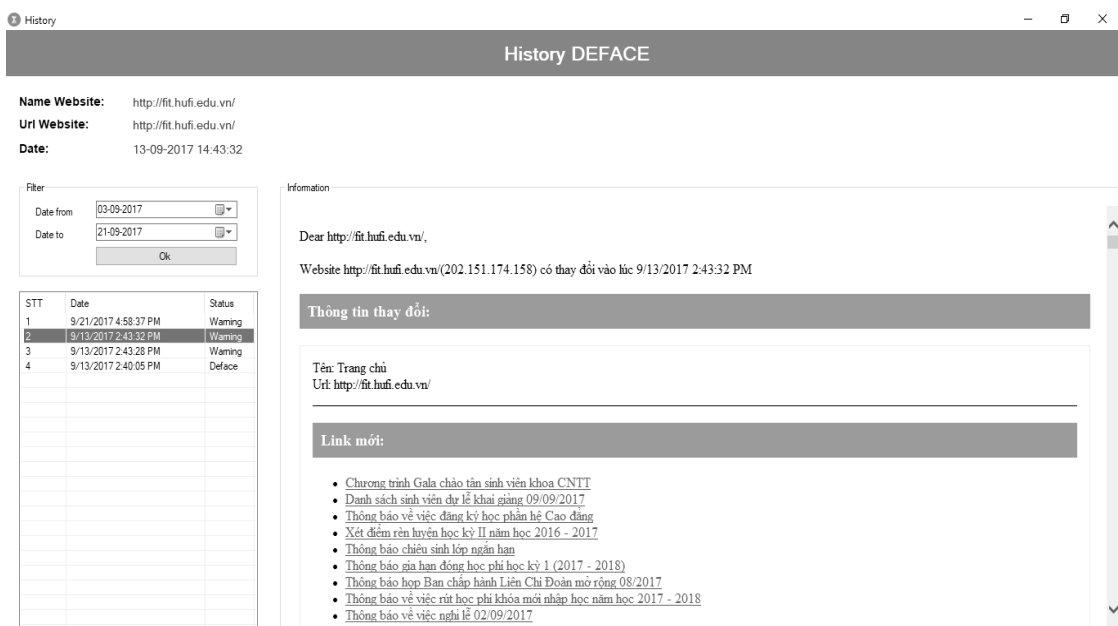 History
History DEFACE
Name Website: http://fit.hufi.edu.vn/
Url Website: http://fit.hufi.edu.vn/
Date: 13-09-2017 14:43:32
Filter
Date from 03-09-2017
Date to 21-09-2017
Ok
STT Date Status
1 9/21/2017 4:58:37 PM Warning
2 9/13/2017 2:43:32 PM Warning
3 9/13/2017 2:43:28 PM Warning
4 9/13/2017 2:40:05 PM Deface
Infomation
Dear http://fit.hufi.edu.vn/,
Website http://fit.hufi.edu.vn/(202.151.174.158) có thay đổi vào lúc 9/13/2017 2:43:32 PM
Thông tin thay đổi:
Tên: Trang chủ
Url: http://fit.hufi.edu.vn/
Link mới:
• Chương trình Gala chào tân sinh viên khoa CNTT
• Danh sách sinh viên dự lễ khai giảng 09/09/2017
• Thông báo về việc đăng ký học phần hệ Cao đẳng
• Xét điểm rèn luyện học kỳ II năm học 2016 - 2017
• Thông báo chiêu sinh lớp ngắn hạn
• Thông báo gia hạn đóng học phí học kỳ 1 (2017 - 2018)
• Thông báo họp Ban chấp hành Liên Chi Đoàn mở rộng 08/2017
• Thông báo về việc rút học phí khóa mới nhập học năm học 2017 - 2018
• Thông báo về việc nghỉ lễ 02/09/2017